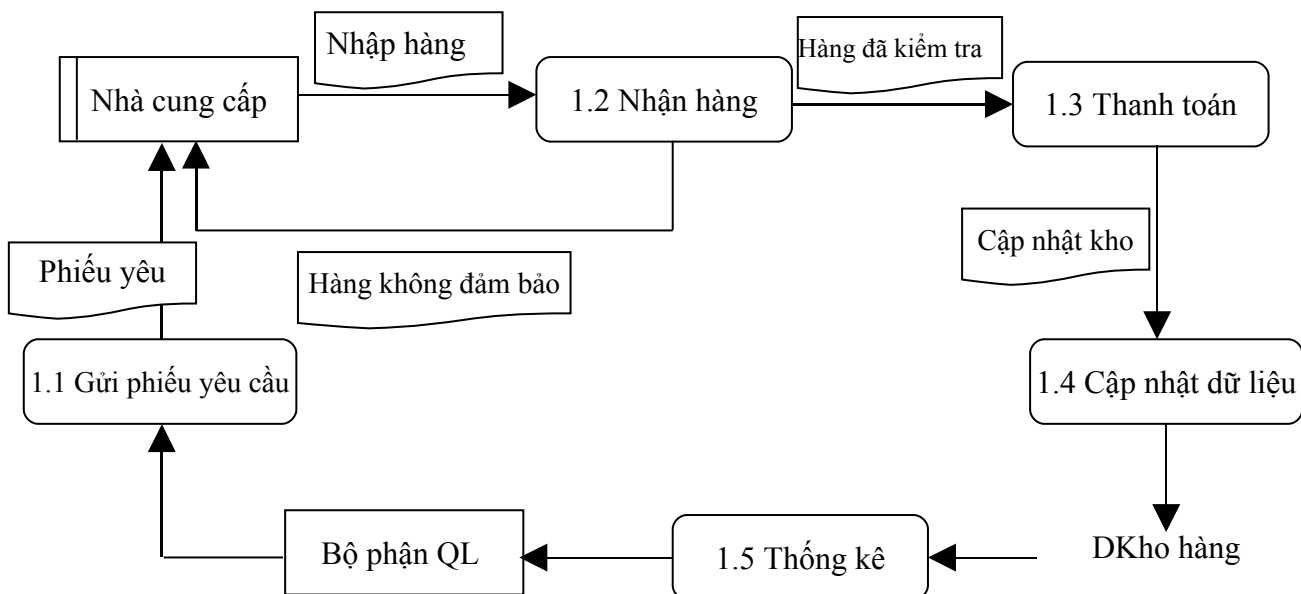 Nhập hàng
Hàng đã kiểm tra
Nhà cung cấp
1.2 Nhận hàng
1.3 Thanh toán
Phiếu yêu
Hàng không đảm bảo
Cập nhật kho
1.1 Gửi phiếu yêu cầu
1.4 Cập nhật dữ liệu
Bộ phận QL
1.5 Thống kê
DKho hàng